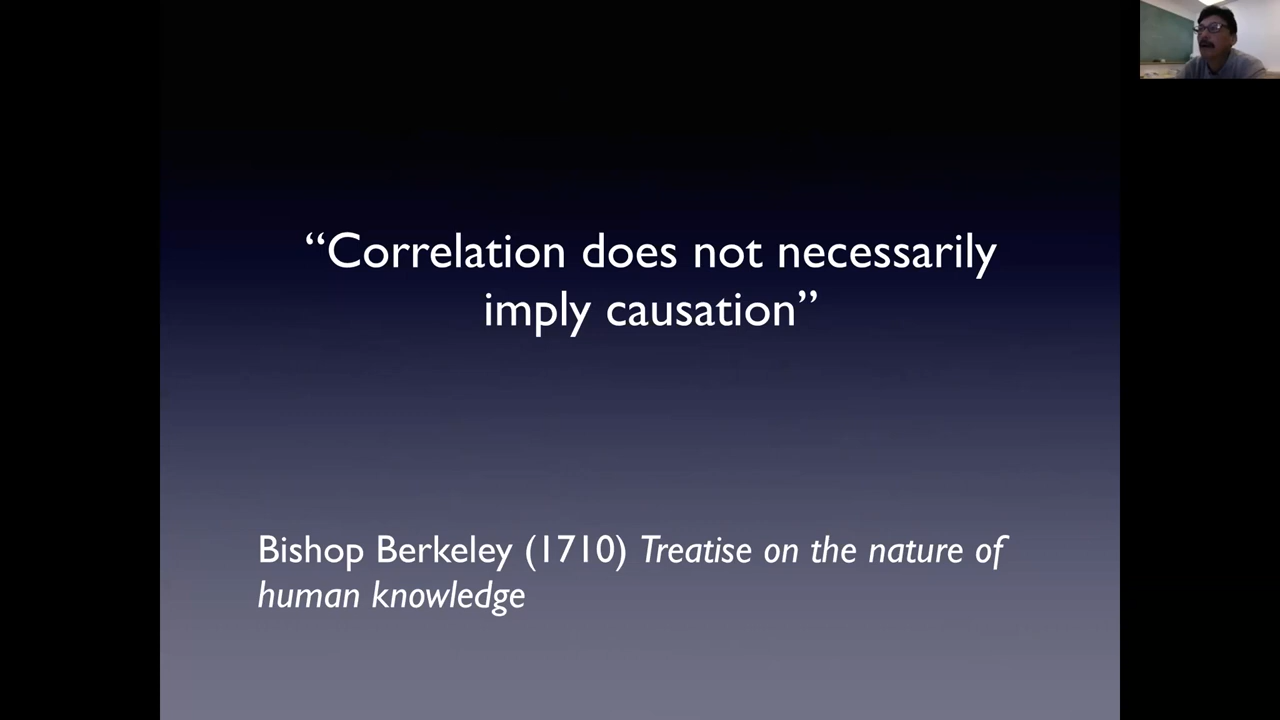 “Correlation does not necessarily
imply causation”
Bishop Berkeley (1710) Treatise on the nature of
human knowledge